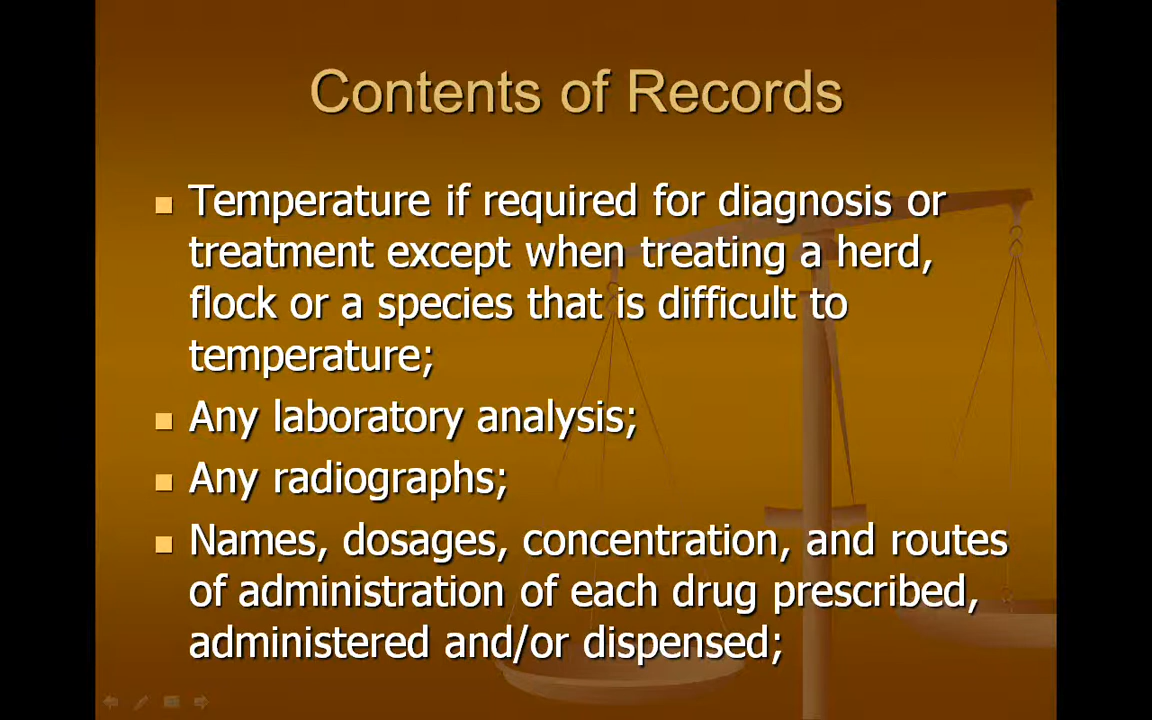 Contents of Records
Temperature if required for diagnosis or
treatment except when treating a herd,
flock or a species that is difficult to
temperature;
Any laboratory analysis;
Any radiographs;
Names, dosages, concentration, and routes
of administration of each drug prescribed,
administered and/or dispensed;